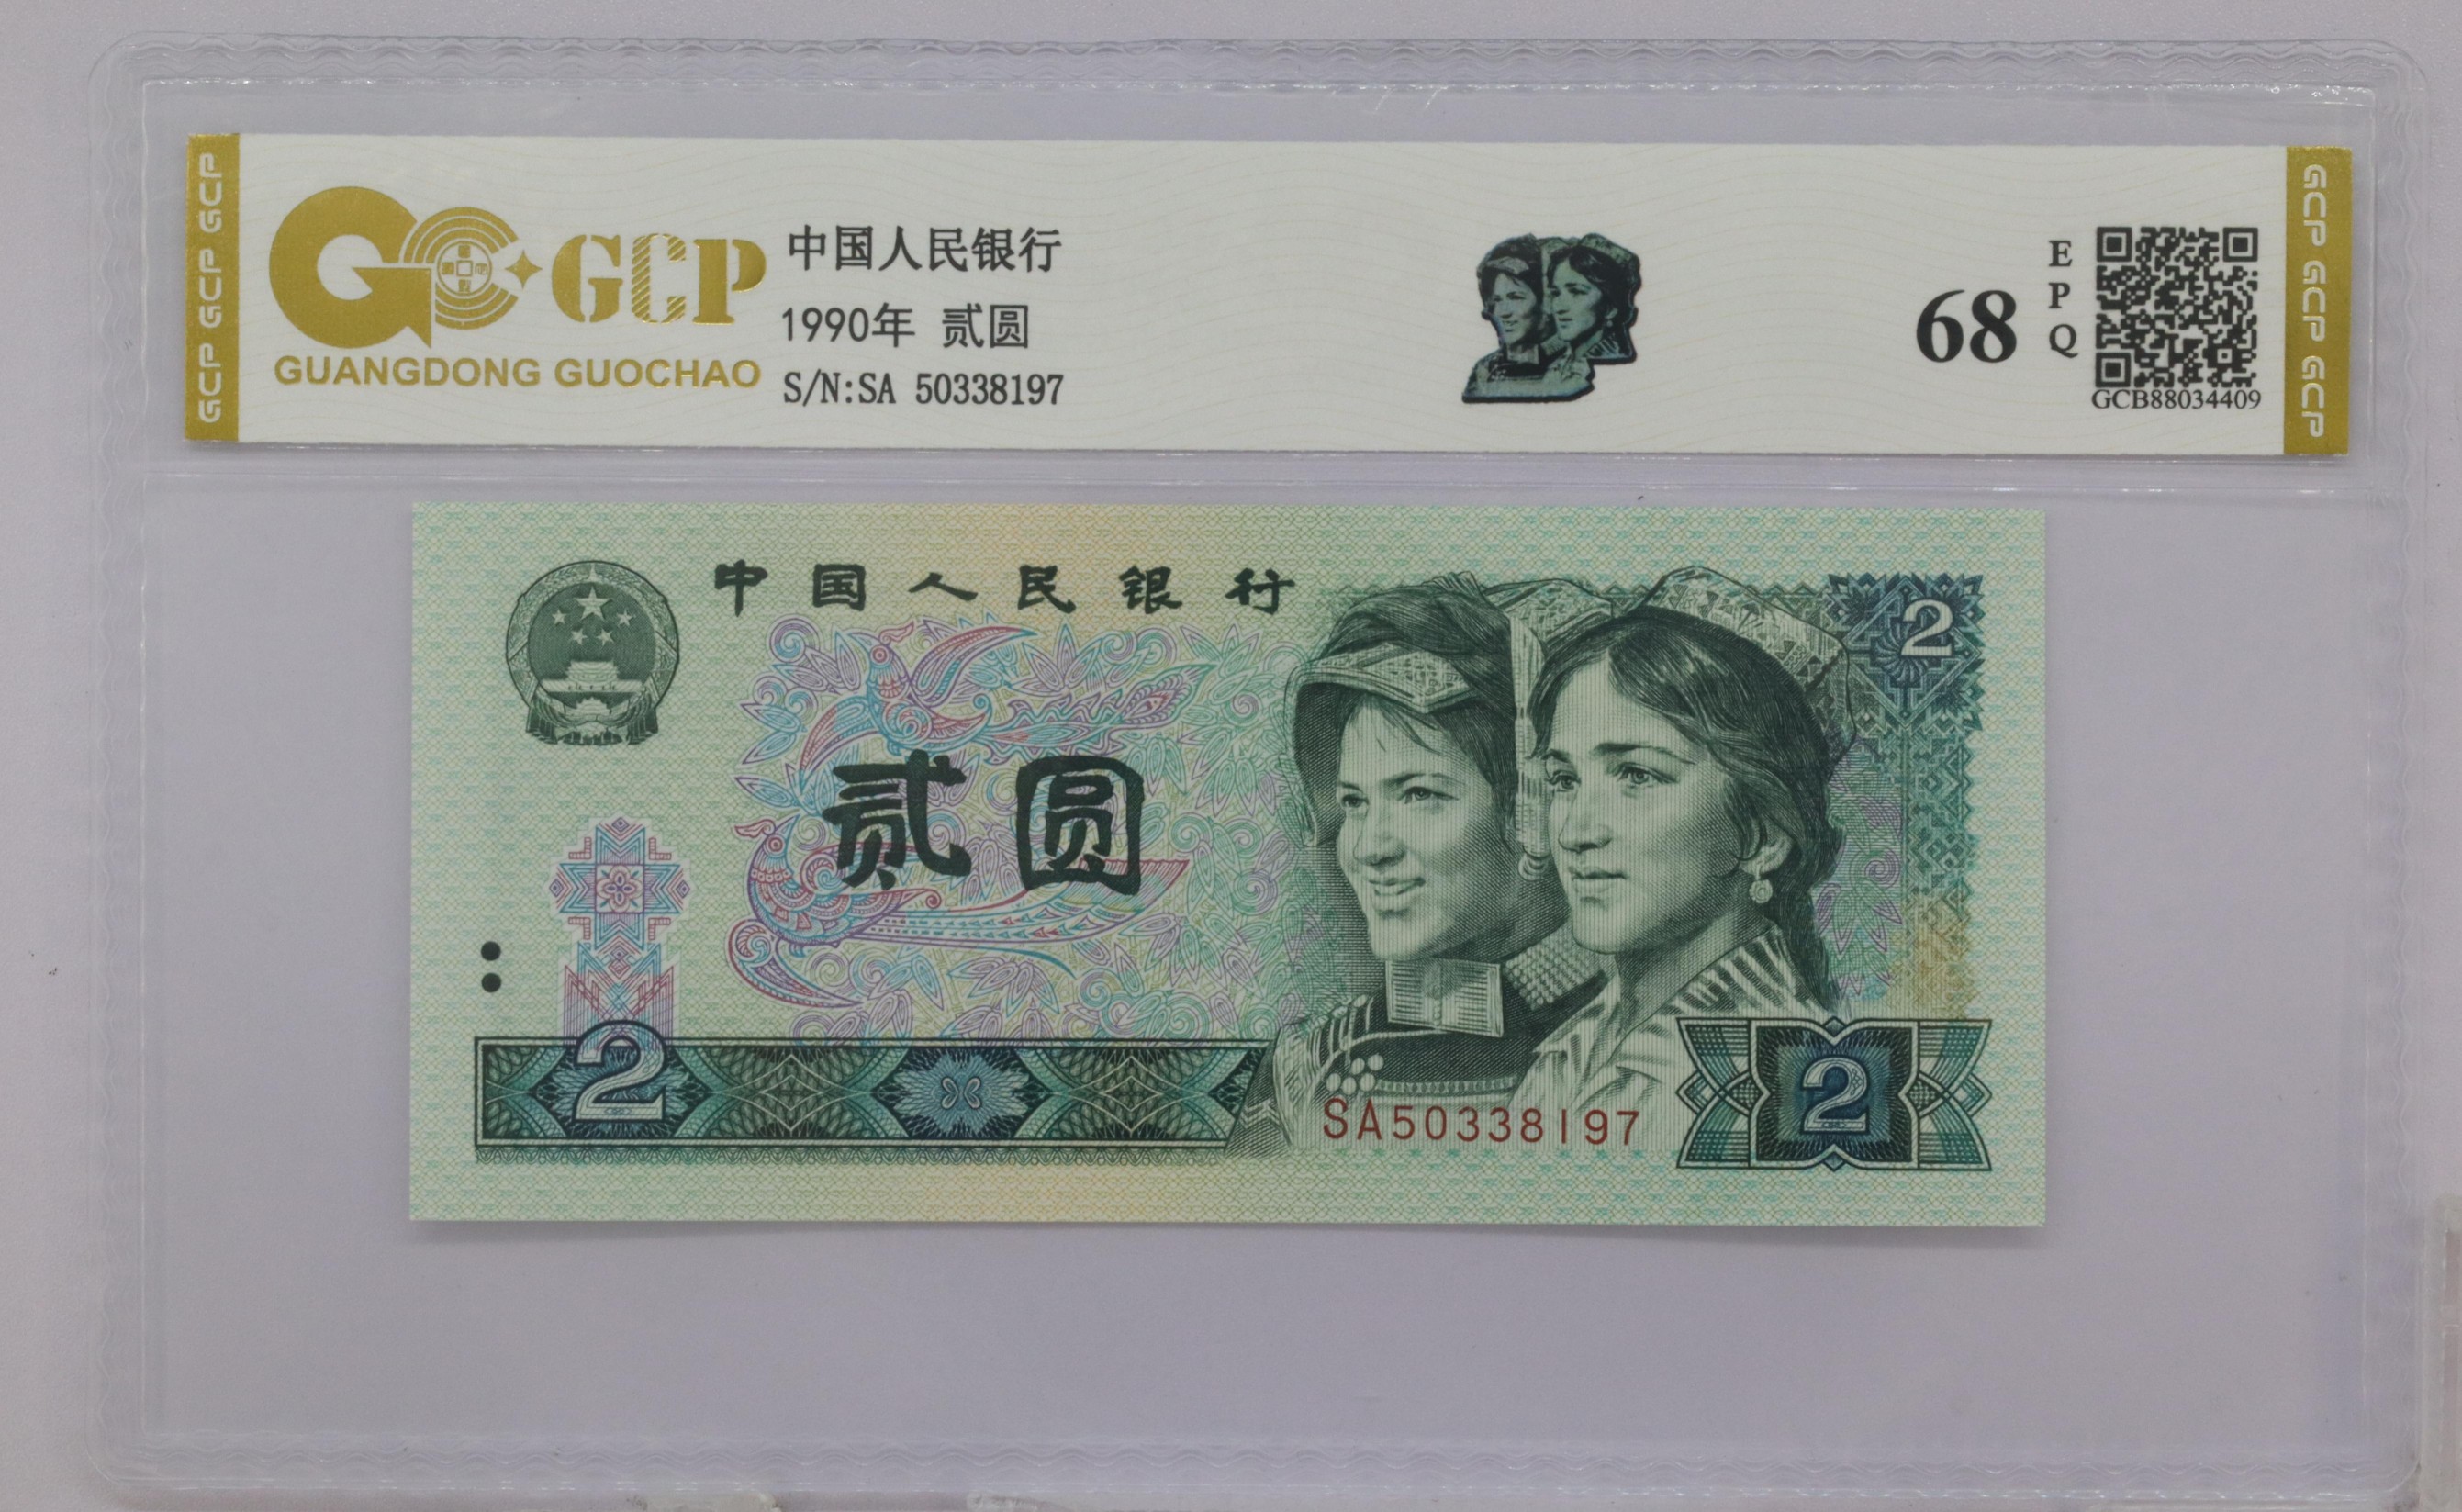 GCP GCP GCP
GCP
GUANGDONG GUOCHAO
中国人民银行
1990年 贰圆
S/N:SA 50338197
68
EPQ
GCB88034409
GCP GCP GCP
中国人民银行
2
贰圆
2
SA50338197
2